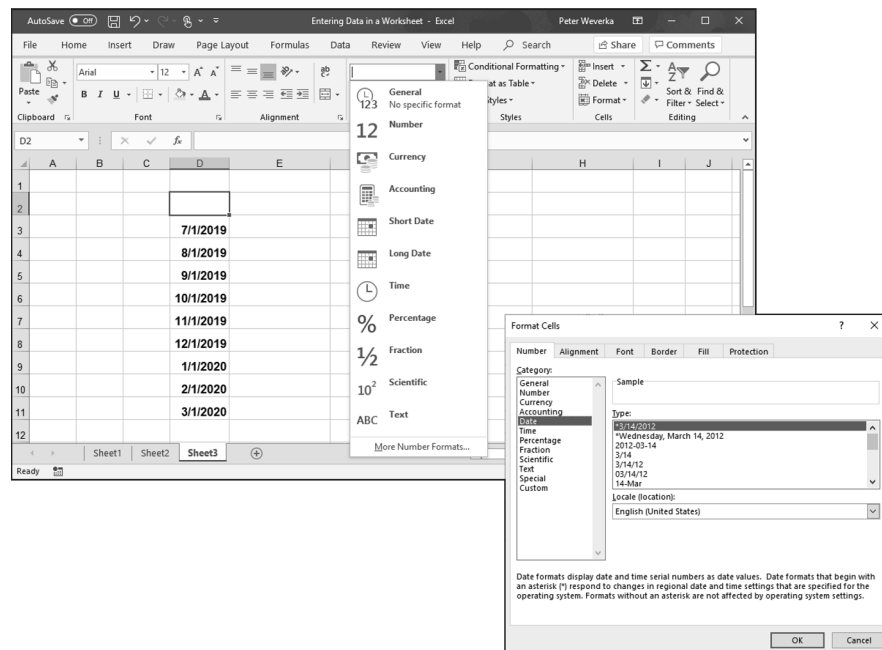 AutoSave Off Entering Data in a Worksheet - Excel Peter Weverka
File Home Insert Draw Page Layout Formulas Data Review View Help Search Share Comments
Paste
Arial 12 A A
B I U A
ab
Conditional Formatting
at as Table
Styles
Insert
Delete
Format
Sort & Filter
Find & Select
Clipboard Font Alignment Styles Cells Editing
D2 fx
A B C D E H I J
1
2
3 7/1/2019
4 8/1/2019
5 9/1/2019
6 10/1/2019
7 11/1/2019
8 12/1/2019
9 1/1/2020
10 2/1/2020
11 3/1/2020
12
123 General
No specific format
12 Number
Currency
Accounting
Short Date
Long Date
Time
% Percentage
1/2 Fraction
10² Scientific
ABC Text
More Number Formats...
Sheet1 Sheet2 Sheet3
Ready
Format Cells ? X
Number Alignment Font Border Fill Protection
Category:
General
Number
Currency
Accounting
Date
Time
Percentage
Fraction
Scientific
Text
Special
Custom
Sample
Type:
*3/14/2012
*Wednesday, March 14, 2012
2012-03-14
3/14
3/14/12
03/14/12
14-Mar
Locale (location):
English (United States)
Date formats display date and time serial numbers as date values. Date formats that begin with
an asterisk (*) respond to changes in regional date and time settings that are specified for the
operating system. Formats without an asterisk are not affected by operating system settings.
OK Cancel